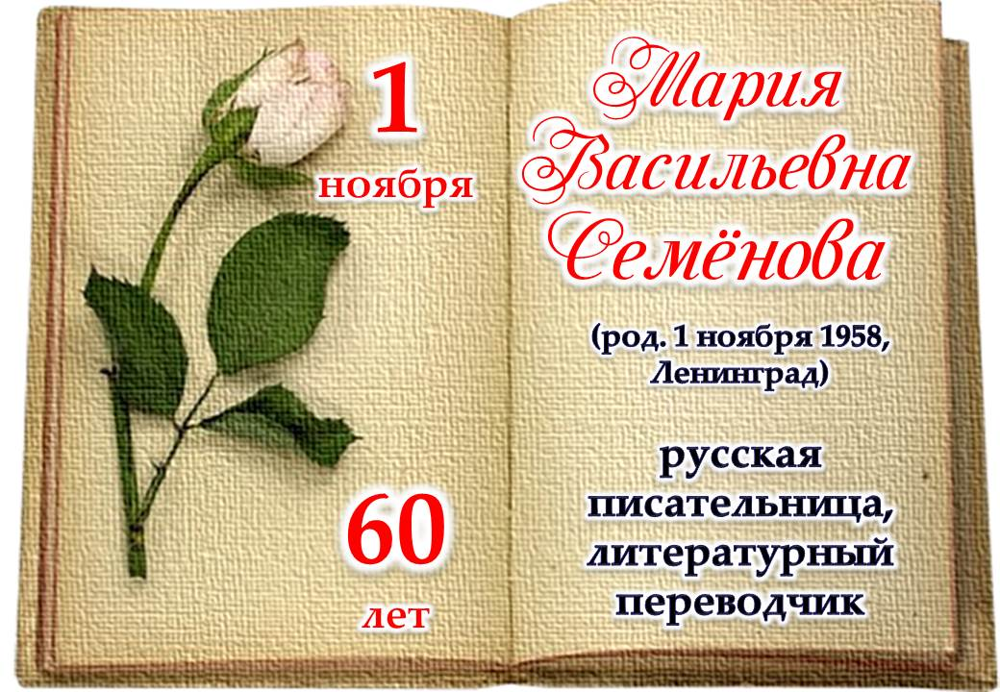 1
ноября
60
лет
Мария
Васильевна
Семёнова
(род. 1 ноября 1958,
Ленинград)
русская
писательница,
литературный
переводчик